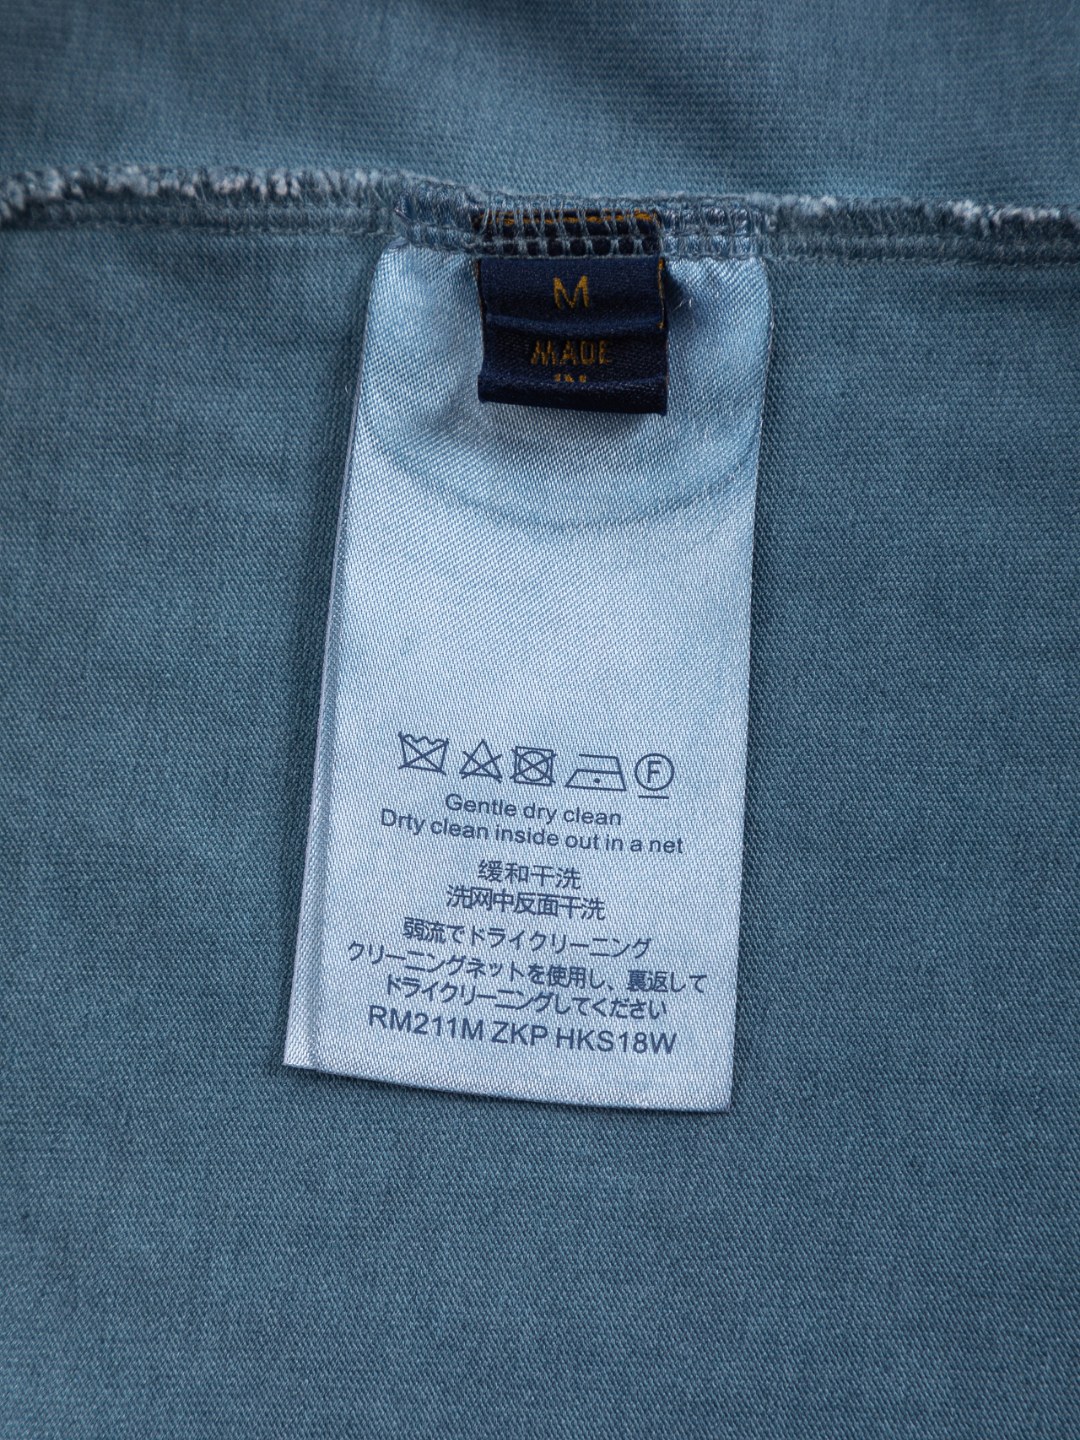 M
MADE
IN
F
Gentle dry clean
Drty clean inside out in a net
缓和干洗
洗网中反面干洗
弱流でドライクリーニング
クリーニングネットを使用し、裏返して
ドライクリーニングしてください
RM211M ZKP HKS18W